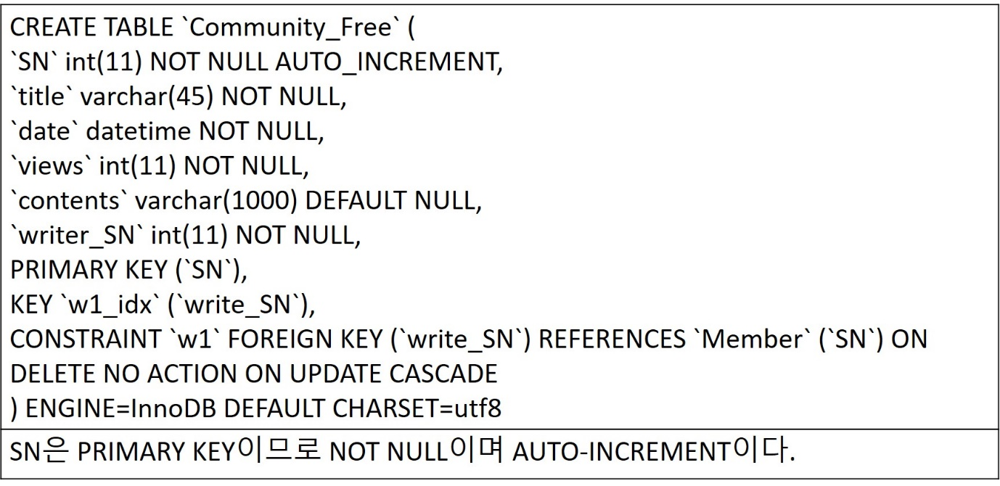 CREATE TABLE `Community_Free` (
`SN` int(11) NOT NULL AUTO_INCREMENT,
`title` varchar(45) NOT NULL,
`date` datetime NOT NULL,
`views` int(11) NOT NULL,
`contents` varchar(1000) DEFAULT NULL,
`writer_SN` int(11) NOT NULL,
PRIMARY KEY (`SN`),
KEY `w1_idx` (`write_SN`),
CONSTRAINT `w1` FOREIGN KEY (`write_SN`) REFERENCES `Member` (`SN`) ON
DELETE NO ACTION ON UPDATE CASCADE
) ENGINE=InnoDB DEFAULT CHARSET=utf8
SN은 PRIMARY KEY이므로 NOT NULL이며 AUTO-INCREMENT이다.